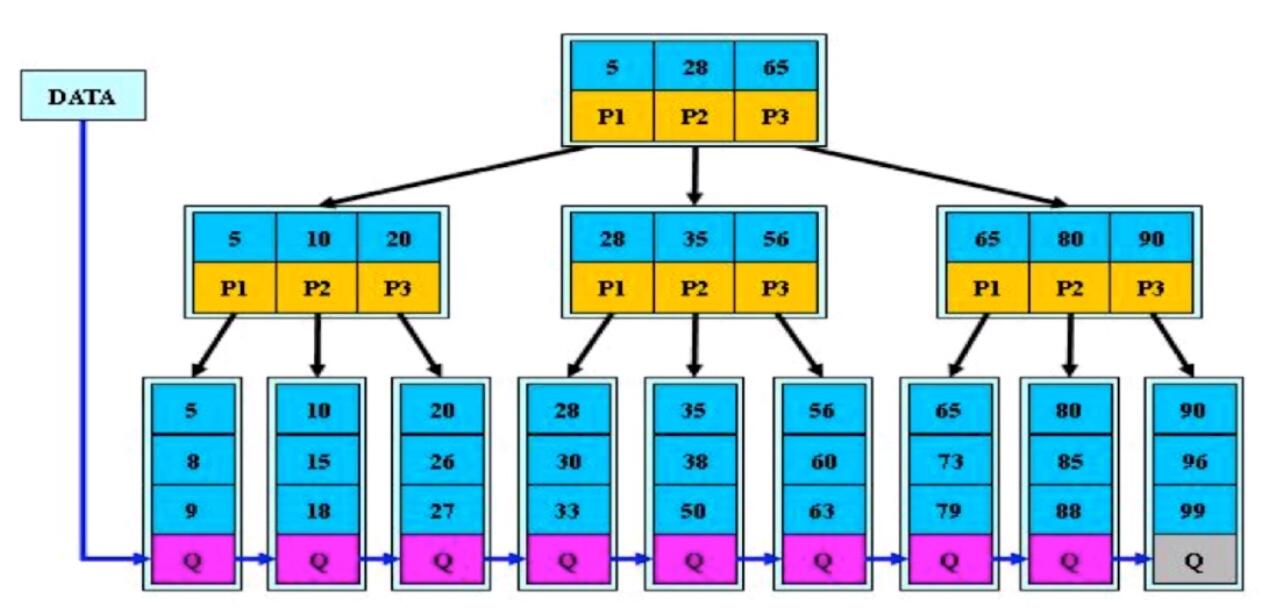 5 28 65
DATA
P1 P2 P3
5 10 20 28 35 56 65 80 90
P1 P2 P3 P1 P2 P3 P1 P2 P3
5 10 20 28 35 56 65 80 90
8 15 26 30 38 60 73 85 96
9 18 27 33 50 63 79 88 99
Q Q Q Q Q Q Q Q Q